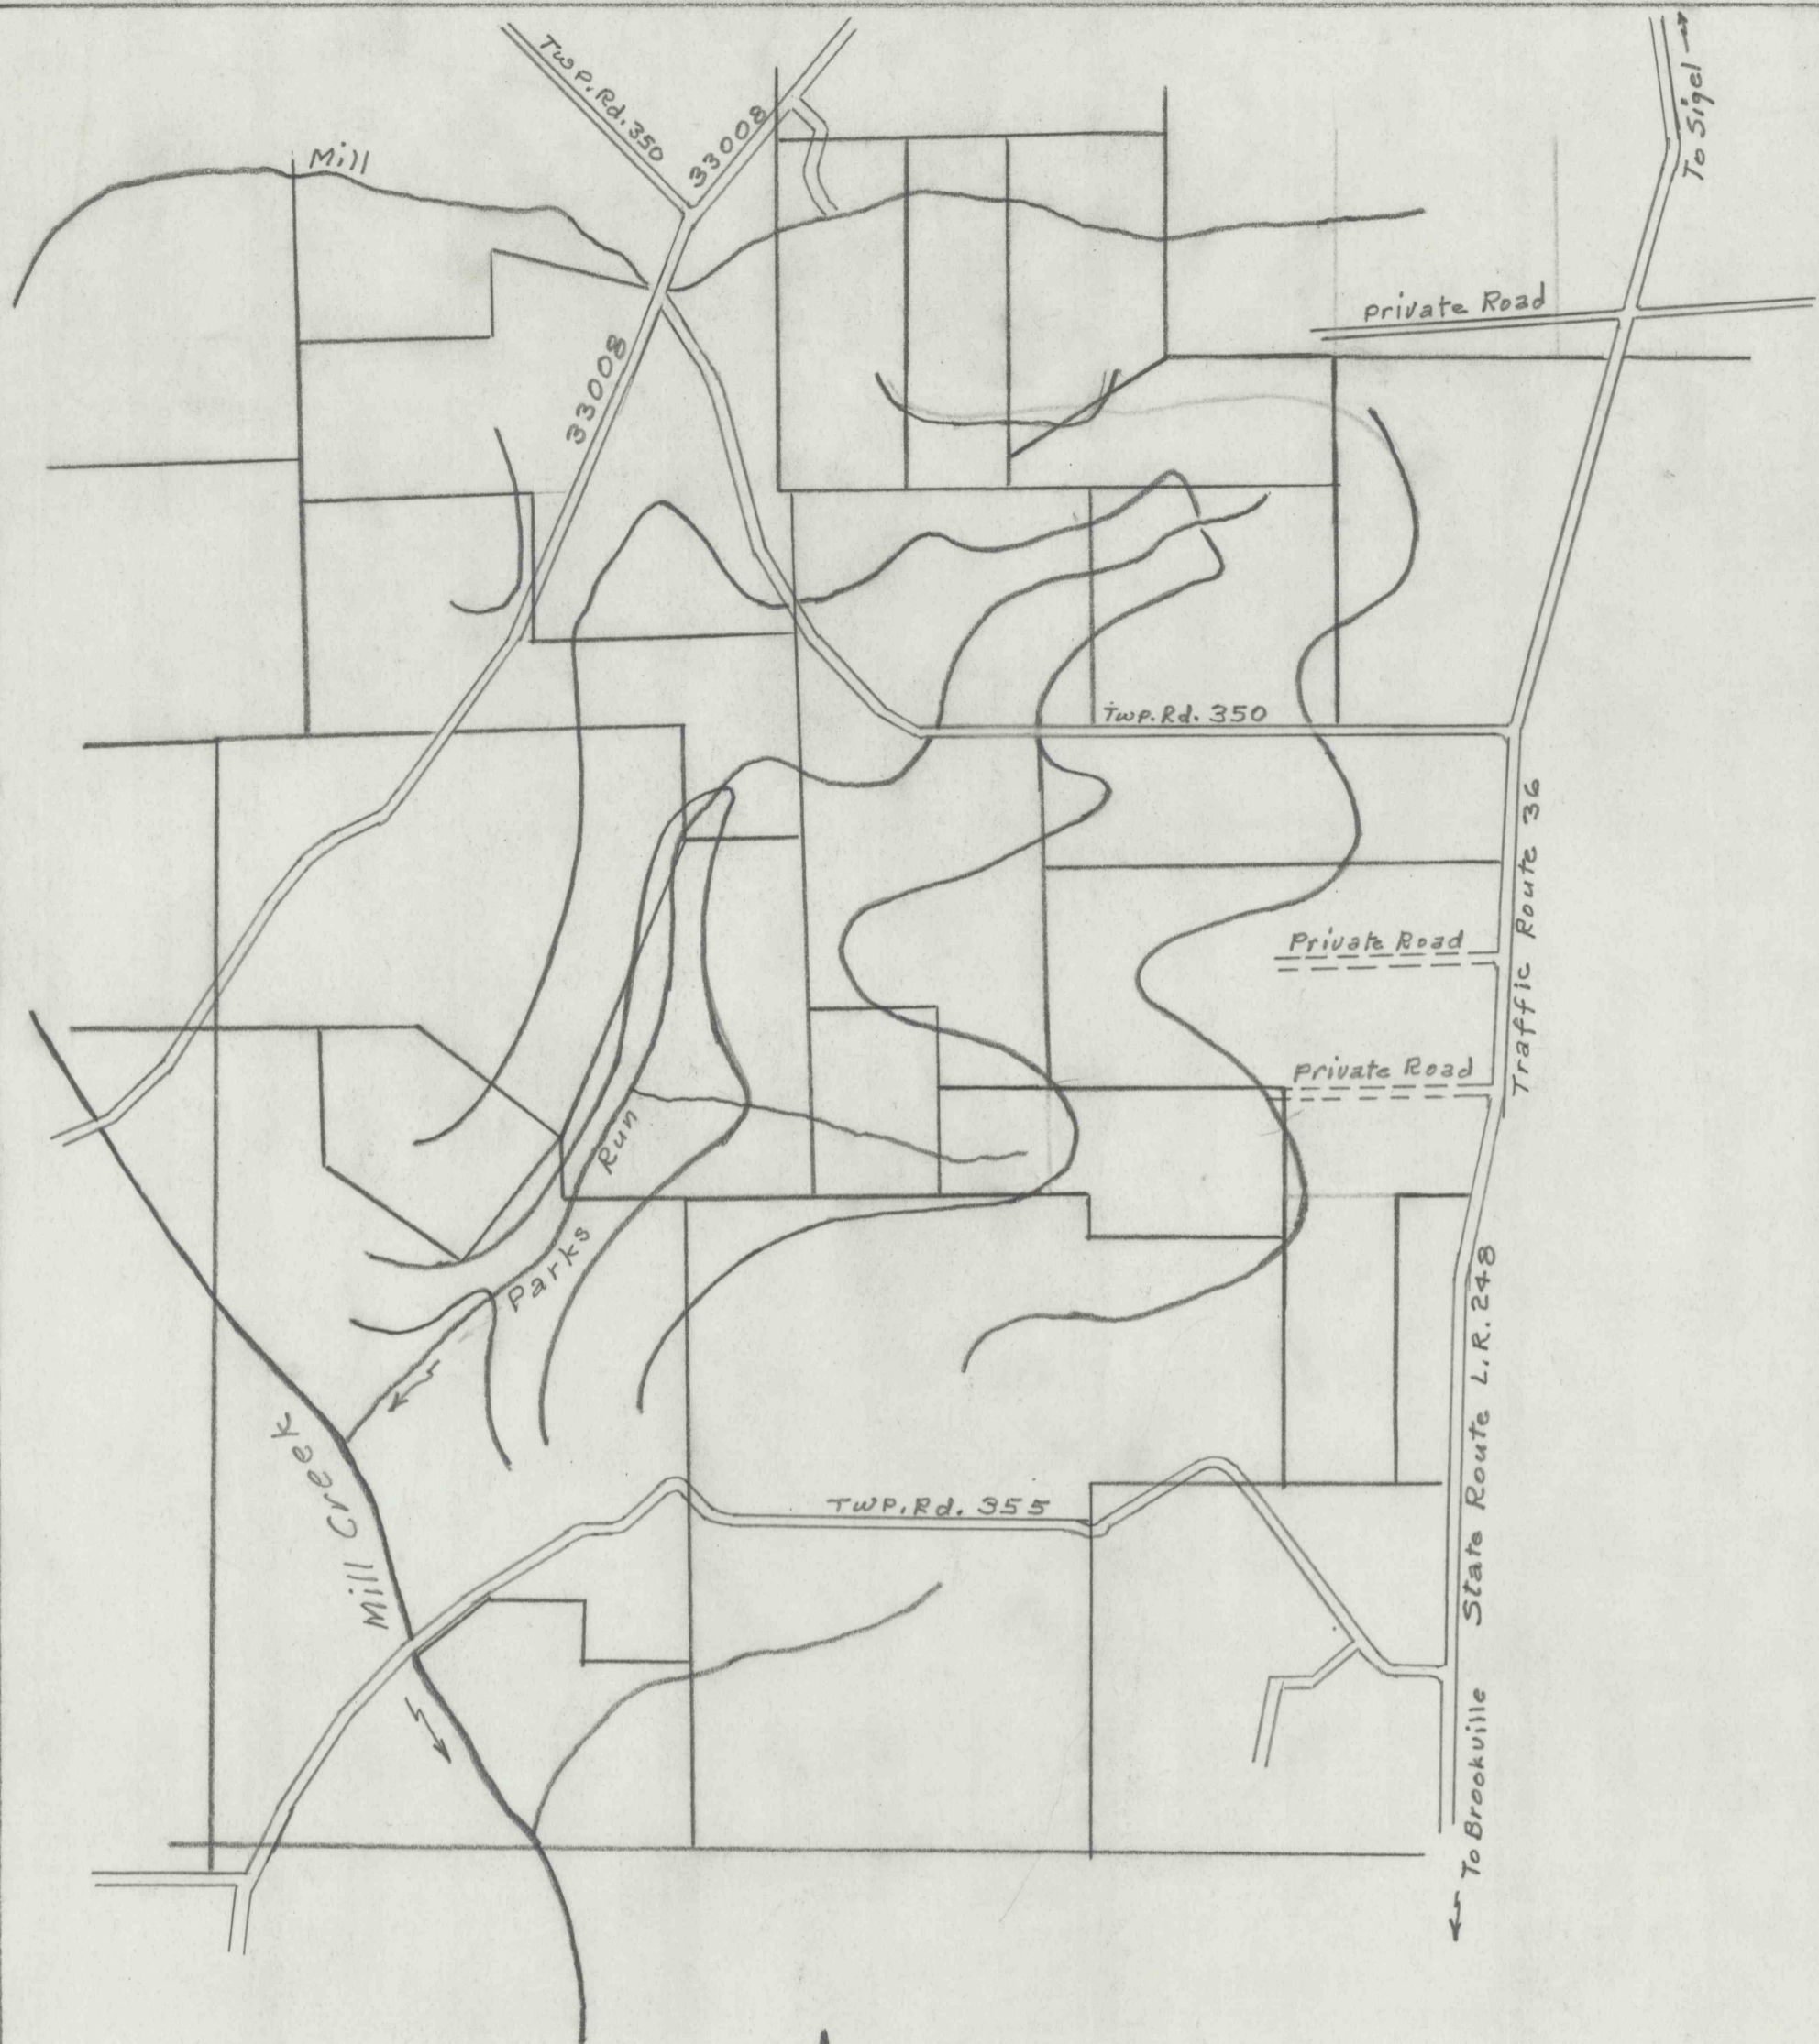 Twp. Rd. 350
33008
To Sigel
Mill
Private Road
33008
Twp. Rd. 350
Traffic Route 36
Private Road
Private Road
Run
Parks
State Route L.R. 248
Mill Creek
TWP. Rd. 355
To Brookville